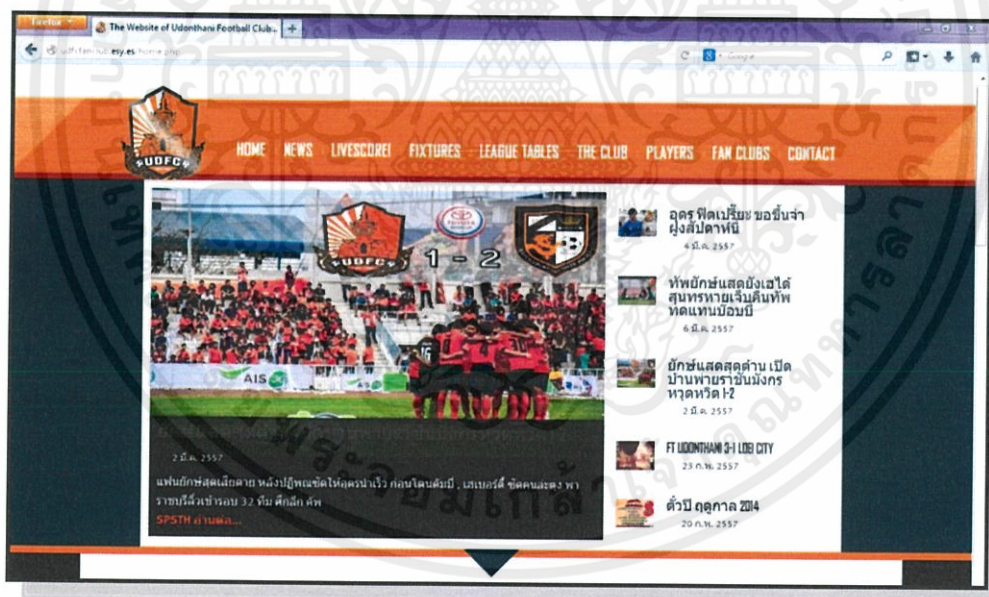 Firefox
The Website of Udonthani Football Club...
Google
UDFC
HOME NEWS LIVESCORE! FIXTURES LEAGUE TABLES THE CLUB PLAYERS FAN CLUBS CONTACT
UDFC
1 - 2
AIS
2 มี.ค. 2557
แฟนยักษ์สุดเสียดาย หลังปฏิพณซัดให้อุดรนำเร็ว ก่อนโดนคัมมี่ , เฮเบอร์ตี้ ซัดคนละตุง พา
ราชบุรีลิ่วเข้ารอบ 32 ทีม ศึกลีก คัพ
SPSTH อ่านต่อ...
อุดร ฟิตเปรี๊ยะ ขอขึ้นจ่า
ฝูงสัปดาห์นี้
4 มี.ค. 2557
ทัพยักษ์แสดยังเฮได้
สุนทรหายเจ็บคืนทัพ
ทดแทนบ๊อบบี้
6 มี.ค. 2557
ยักษ์แสดสุดต้าน เปิด
บ้านพ่ายราชันมังกร
หวุดหวิด 1-2
2 มี.ค. 2557
FT UDONTHANI 3-1 LOEI CITY
23 ก.พ. 2557
ตั๋วปี ฤดูกาล 2014
20 ก.พ. 2557